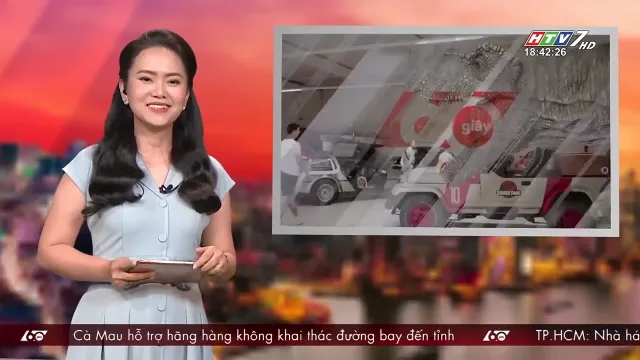 HTV7 HD
18:42:26
60 giây
10
60 Cà Mau hỗ trợ hãng hàng không khai thác đường bay đến tỉnh 60 TP.HCM: Nhà há